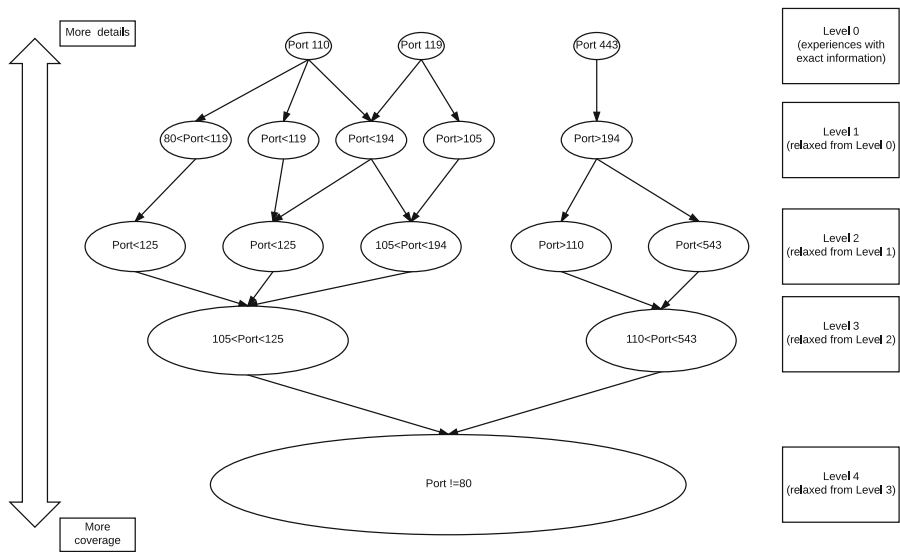 More details
Port 110
Port 119
Port 443
Level 0
(experiences with
exact information)
80<Port<119
Port<119
Port<194
Port>105
Port>194
Level 1
(relaxed from Level 0)
Port<125
Port<125
105<Port<194
Port>110
Port<543
Level 2
(relaxed from Level 1)
105<Port<125
110<Port<543
Level 3
(relaxed from Level 2)
Port !=80
Level 4
(relaxed from Level 3)
More
coverage